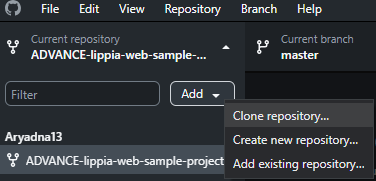 File Edit View Repository Branch Help
Current repository
ADVANCE-lippia-web-sample-...
Current branch
master
Filter
Add
Clone repository...
Create new repository...
Add existing repository...
Aryadna13
ADVANCE-lippia-web-sample-project